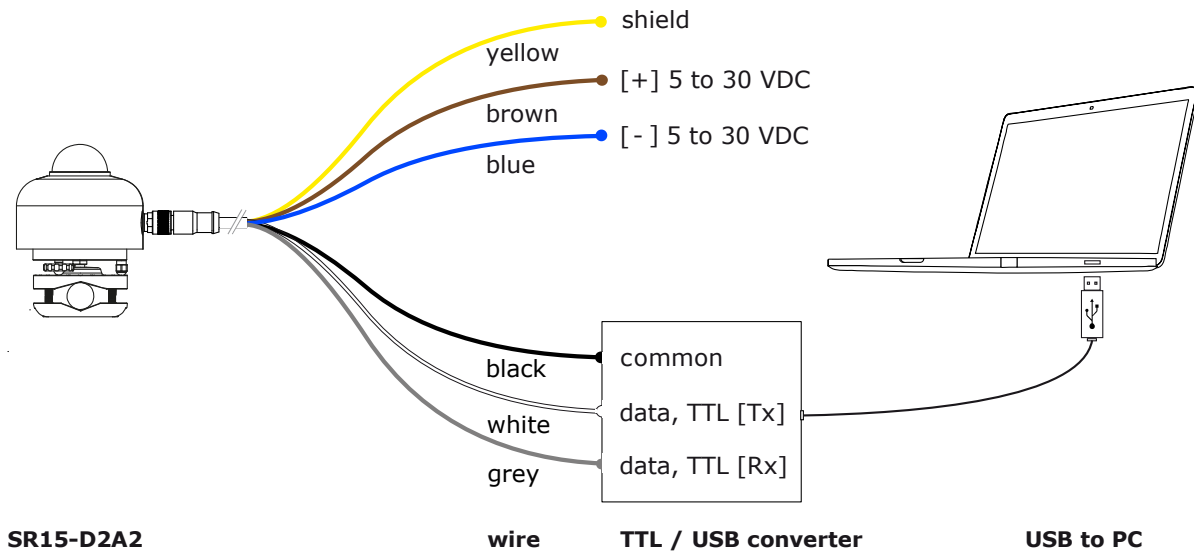 shield
yellow
[+] 5 to 30 VDC
brown
[-] 5 to 30 VDC
blue
common
black
data, TTL [Tx]
white
data, TTL [Rx]
grey
SR15-D2A2 wire TTL / USB converter USB to PC